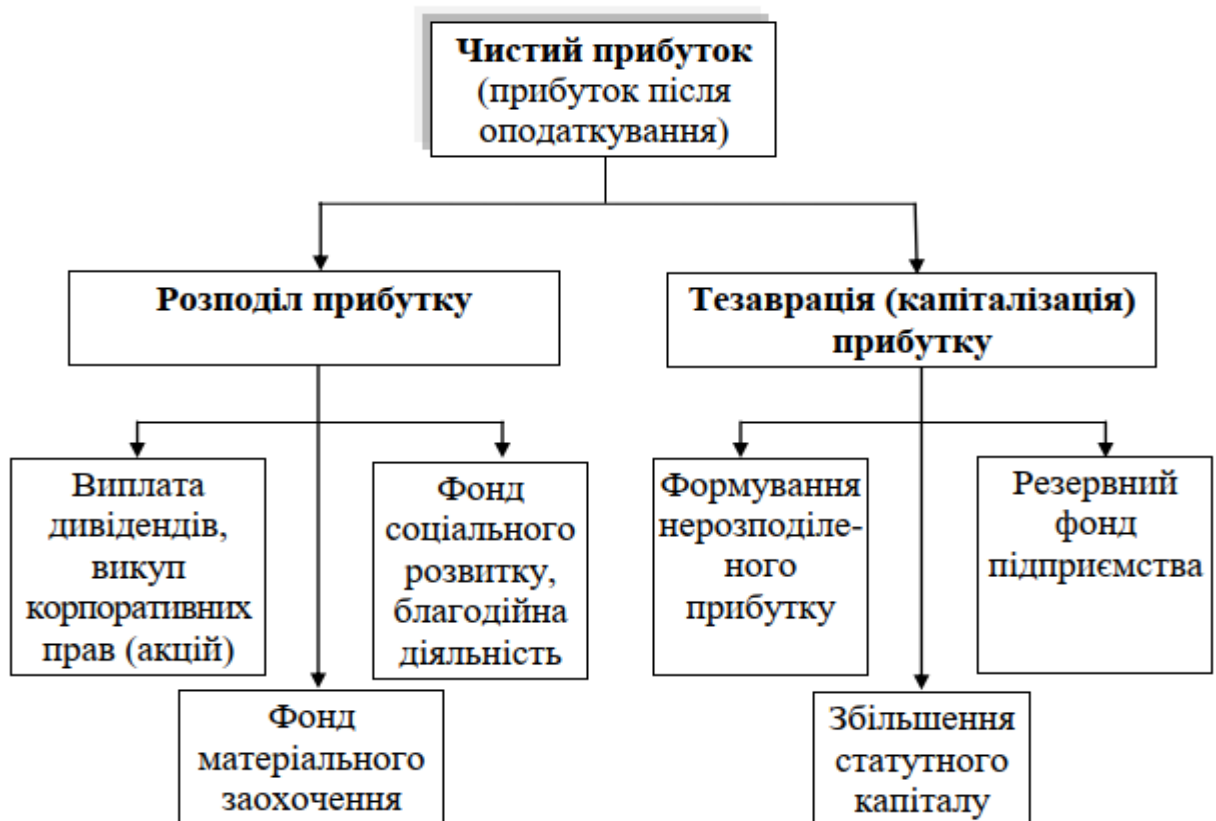 Чистий прибуток
(прибуток після
оподаткування)
Розподіл прибутку
Тезаврація (капіталізація)
прибутку
Виплата
дивідендів,
викуп
корпоративних
прав (акцій)
Фонд
соціального
розвитку,
благодійна
діяльність
Формування
нерозподіле-
ного
прибутку
Резервний
фонд
підприємства
Фонд
матеріального
заохочення
Збільшення
статутного
капіталу